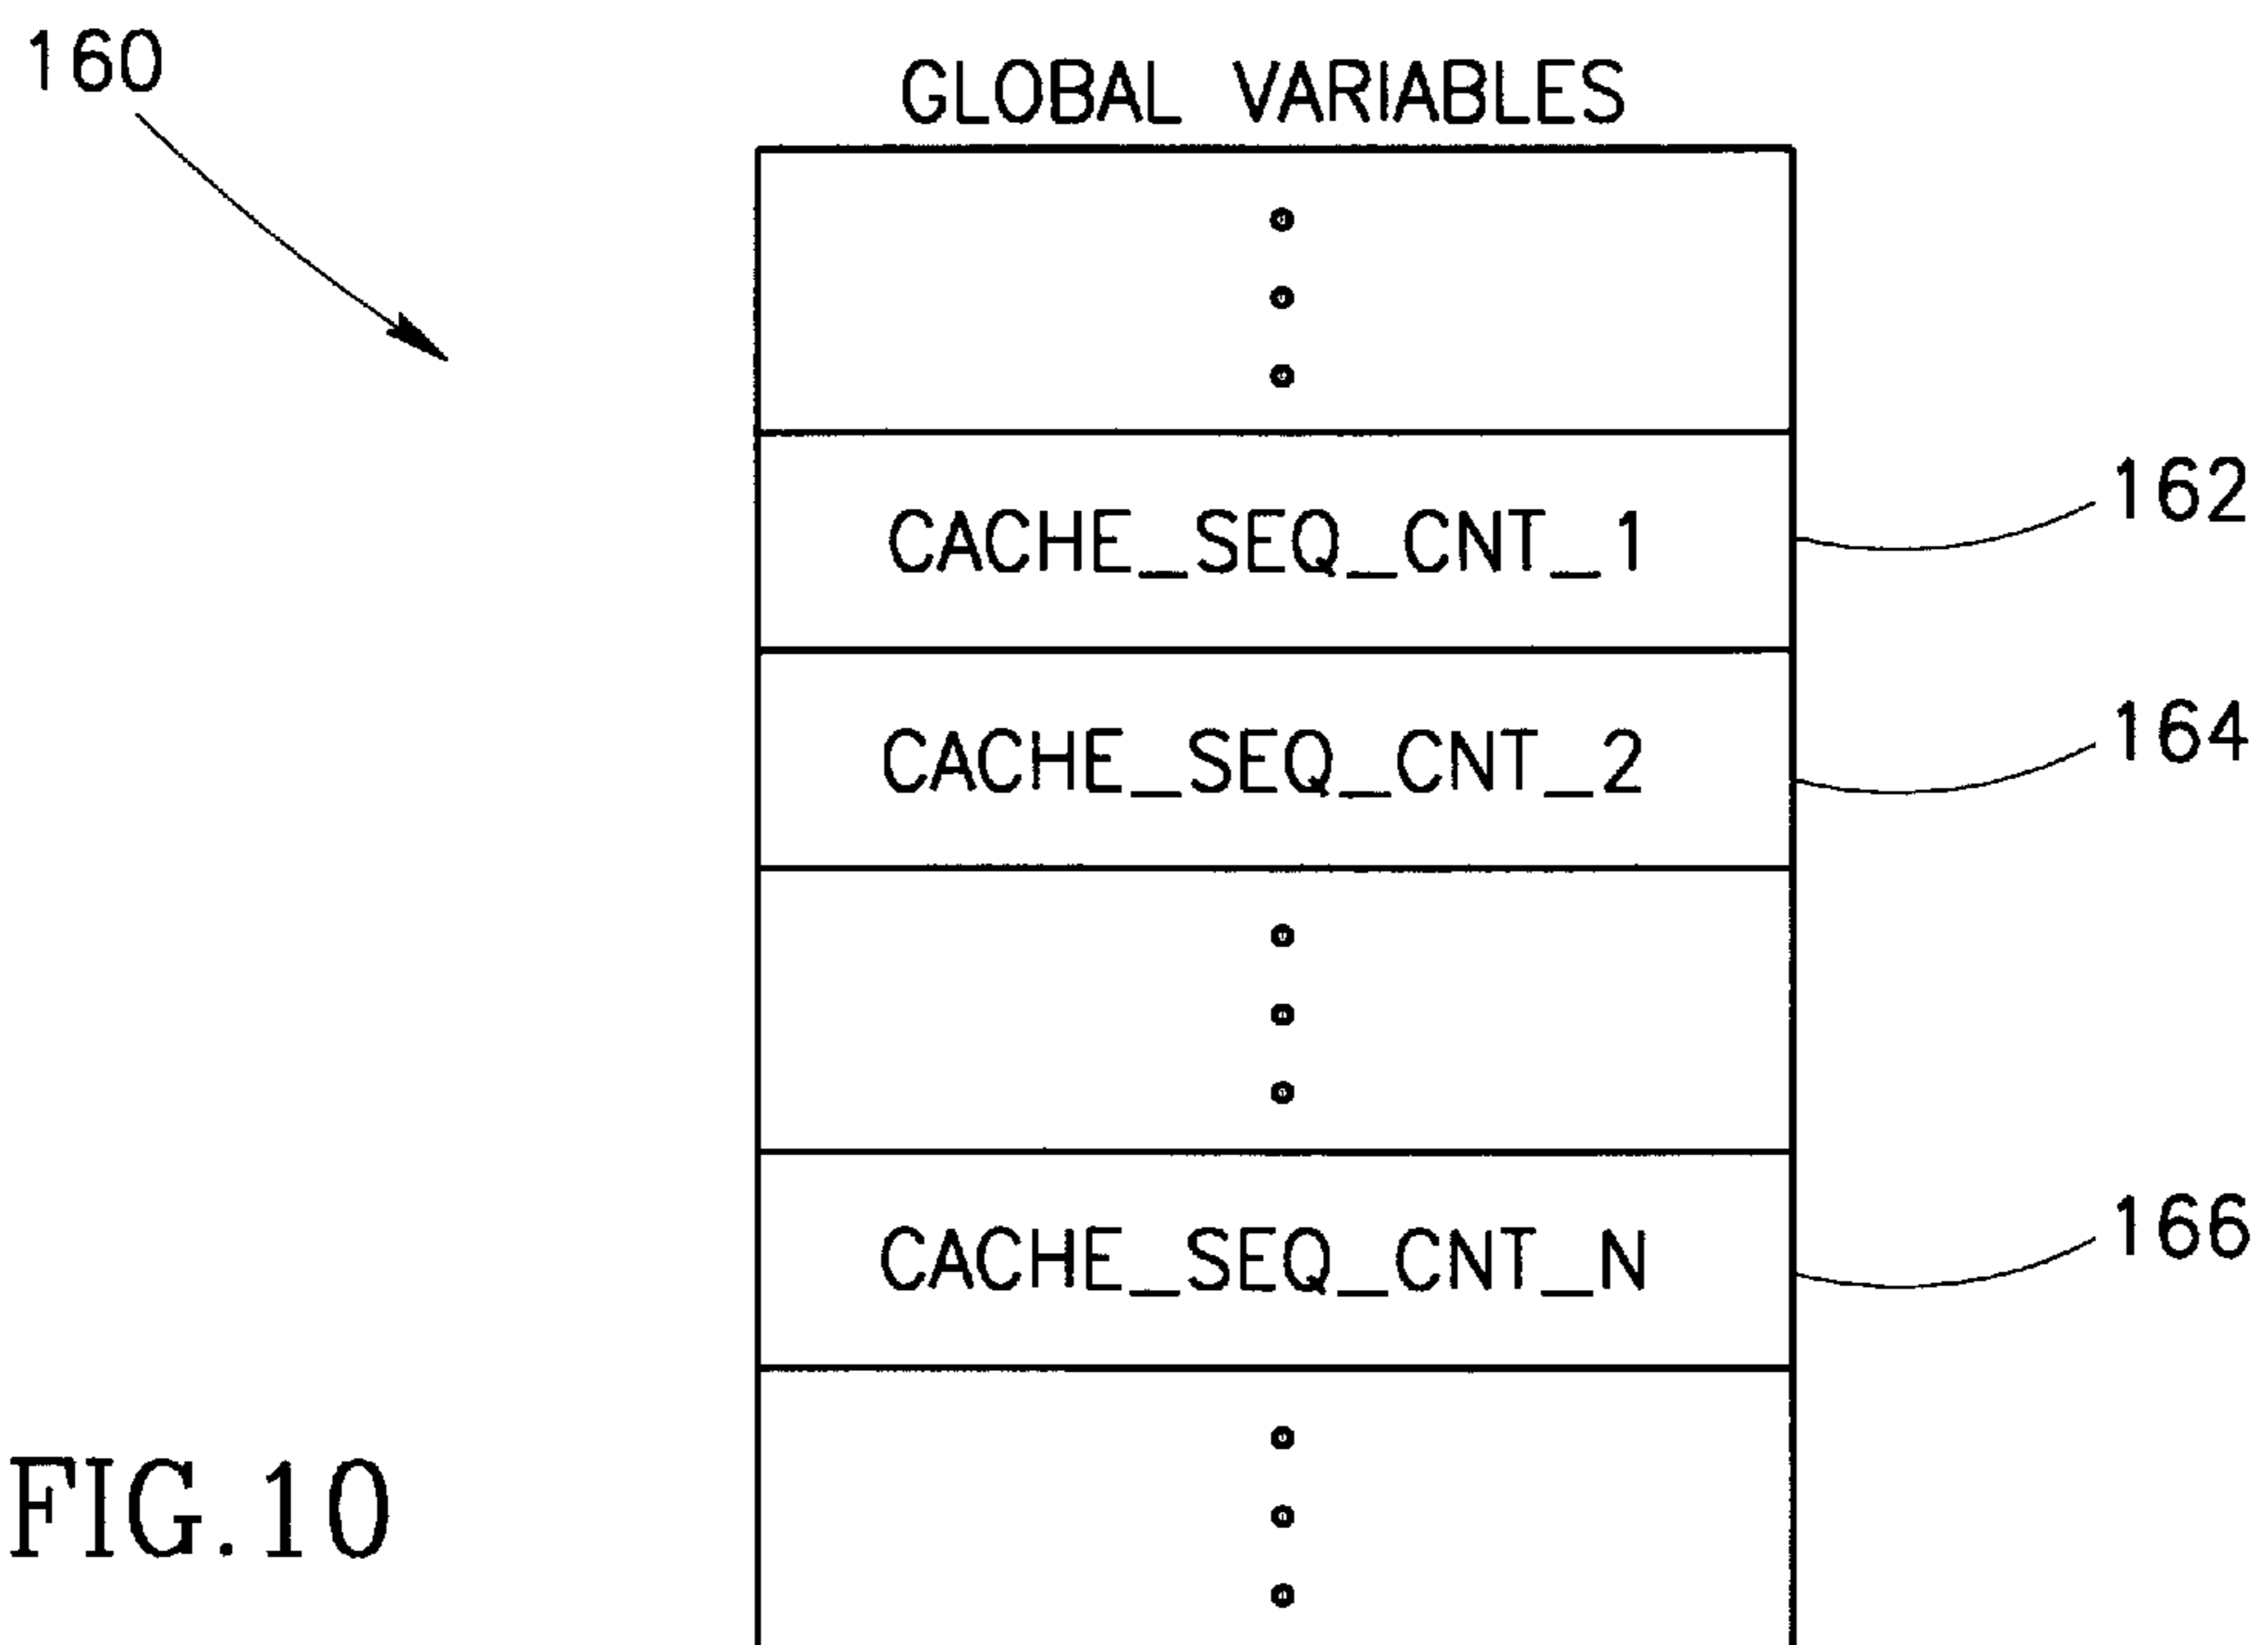 160
GLOBAL VARIABLES
CACHE_SEQ_CNT_1
162
CACHE_SEQ_CNT_2
164
CACHE_SEQ_CNT_N
166
FIG.10